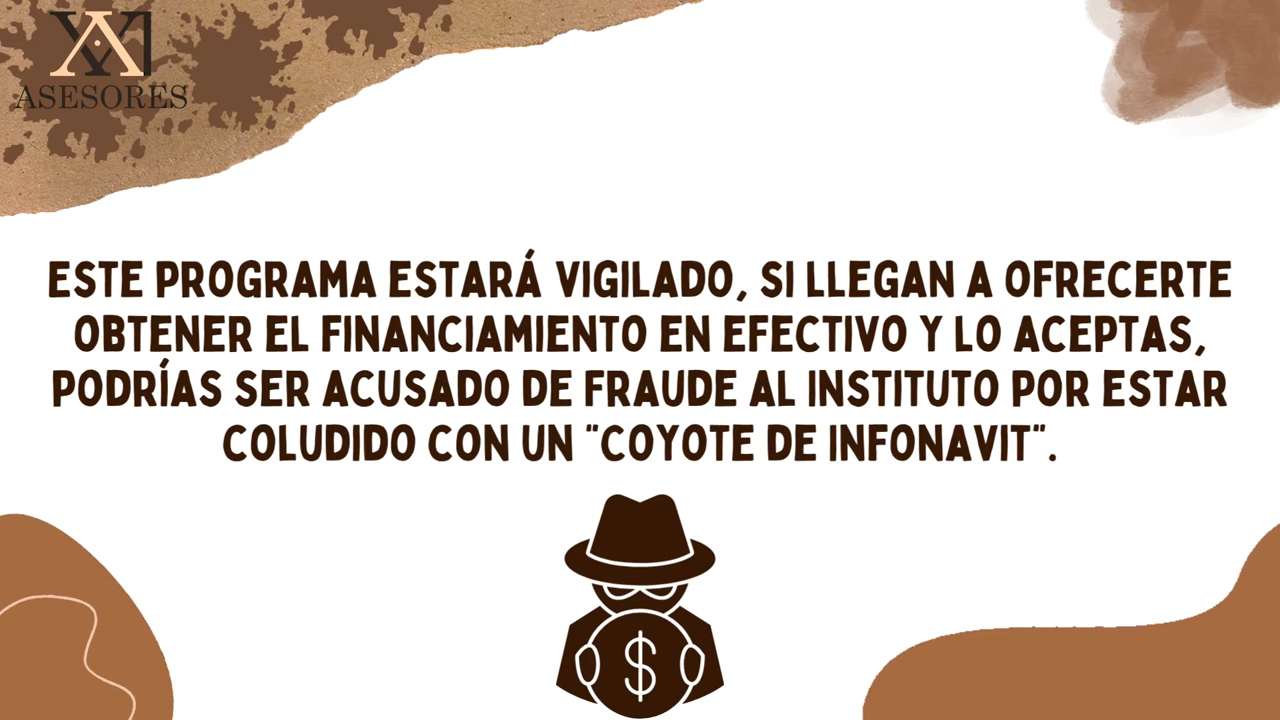 ASESORES
ESTE PROGRAMA ESTARÁ VIGILADO, SI LLEGAN A OFRECERTE
OBTENER EL FINANCIAMIENTO EN EFECTIVO Y LO ACEPTAS,
PODRÍAS SER ACUSADO DE FRAUDE AL INSTITUTO POR ESTAR
COLUDIDO CON UN "COYOTE DE INFONAVIT".
$